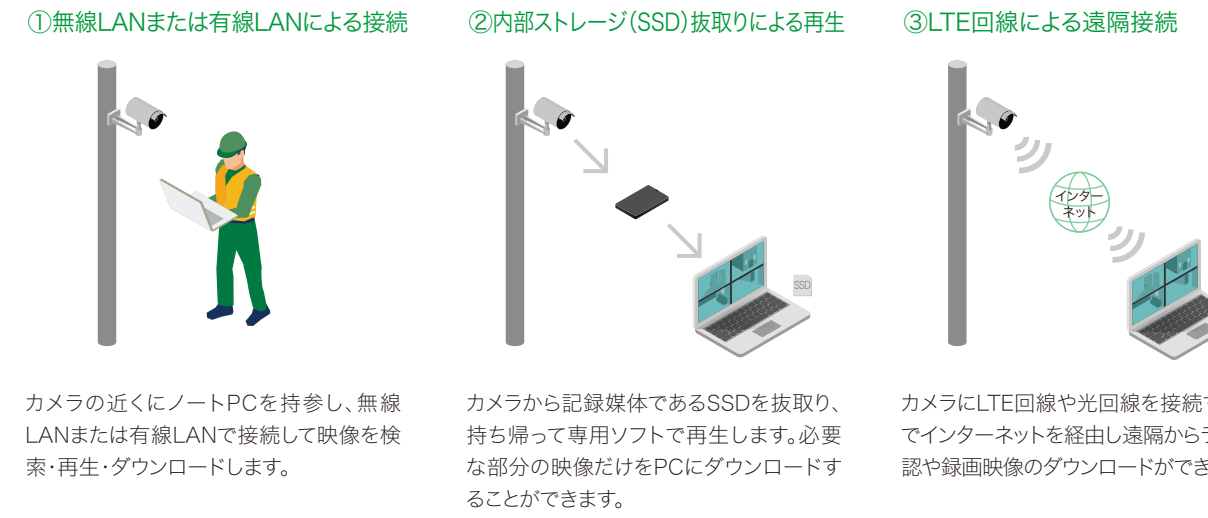 ①無線LANまたは有線LANによる接続
カメラの近くにノートPCを持参し、無線
LANまたは有線LANで接続して映像を検
索・再生・ダウンロードします。
②内部ストレージ(SSD)抜取りによる再生
SSD
カメラから記録媒体であるSSDを抜取り、
持ち帰って専用ソフトで再生します。必要
な部分の映像だけをPCにダウンロードす
ることができます。
③LTE回線による遠隔接続
インター
ネット
カメラにLTE回線や光回線を接続
でインターネットを経由し遠隔から
認や録画映像のダウンロードができ